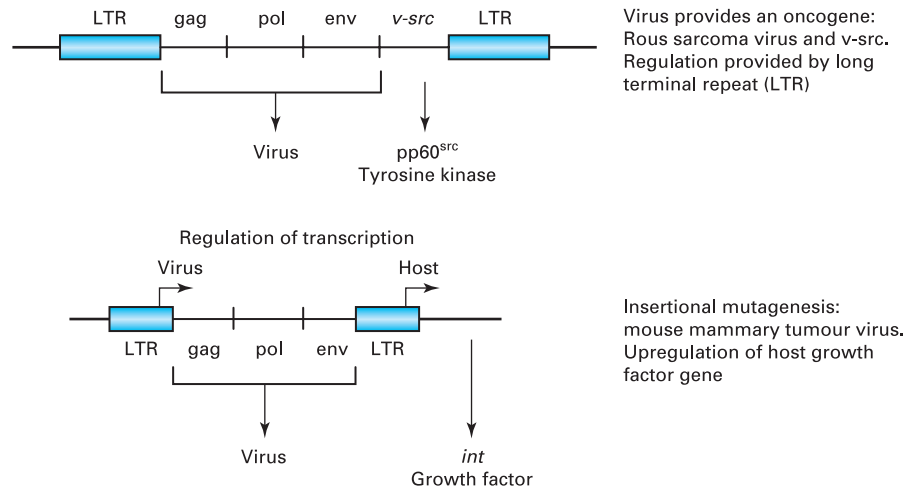 LTR gag pol env v-src LTR
Virus provides an oncogene:
Rous sarcoma virus and v-src.
Regulation provided by long
terminal repeat (LTR)
Virus
pp60src
Tyrosine kinase
Regulation of transcription
Virus
Host
LTR gag pol env LTR
Insertional mutagenesis:
mouse mammary tumour virus.
Upregulation of host growth
factor gene
Virus
int
Growth factor